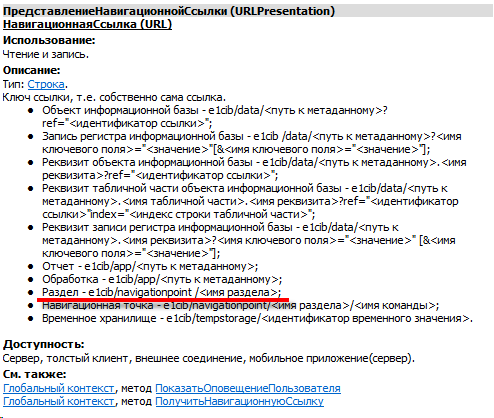 ПредставлениеНавигационнойСсылки (URLPresentation)
НавигационнаяСсылка (URL)
Использование:
Чтение и запись.
Описание:
Тип: Строка.
Ключ ссылки, т.е. собственно сама ссылка.
● Объект информационной базы - e1cib/data/<путь к метаданному>?
ref="<идентификатор ссылки>";
● Запись регистра информационной базы - e1cib /data/<путь к метаданному>?<имя
ключевого поля>="<значение>"[&<имя ключевого поля>="<значение>"];
● Реквизит объекта информационной базы - e1cib/data/<путь к метаданному>.<имя
реквизита>?ref="<идентификатор ссылки>";
● Реквизит табличной части объекта информационной базы - e1cib/data/<путь к
метаданному>.<имя табличной части>.<имя реквизита>?ref="<идентификатор
ссылки>"index="<индекс строки табличной части>";
● Реквизит записи регистра информационной базы - e1cib/data/<путь к
метаданному>.<имя реквизита>?<имя ключевого поля>="<значение>" [&<имя
ключевого поля>="<значение>"];
● Отчет - e1cib/app/<путь к метаданному>;
● Обработка - e1cib/app/<путь к метаданному>;
● Раздел - e1cib/navigationpoint /<имя раздела>;
● Навигационная точка - e1cib/navigationpoint/<имя раздела>/<имя команды>;
● Временное хранилище - e1cib/tempstorage/<идентификатор временного значения>.
Доступность:
Сервер, толстый клиент, внешнее соединение, мобильное приложение(сервер).
См. также:
Глобальный контекст, метод ПоказатьОповещениеПользователя
Глобальный контекст, метод ПолучитьНавигационнуюСсылку